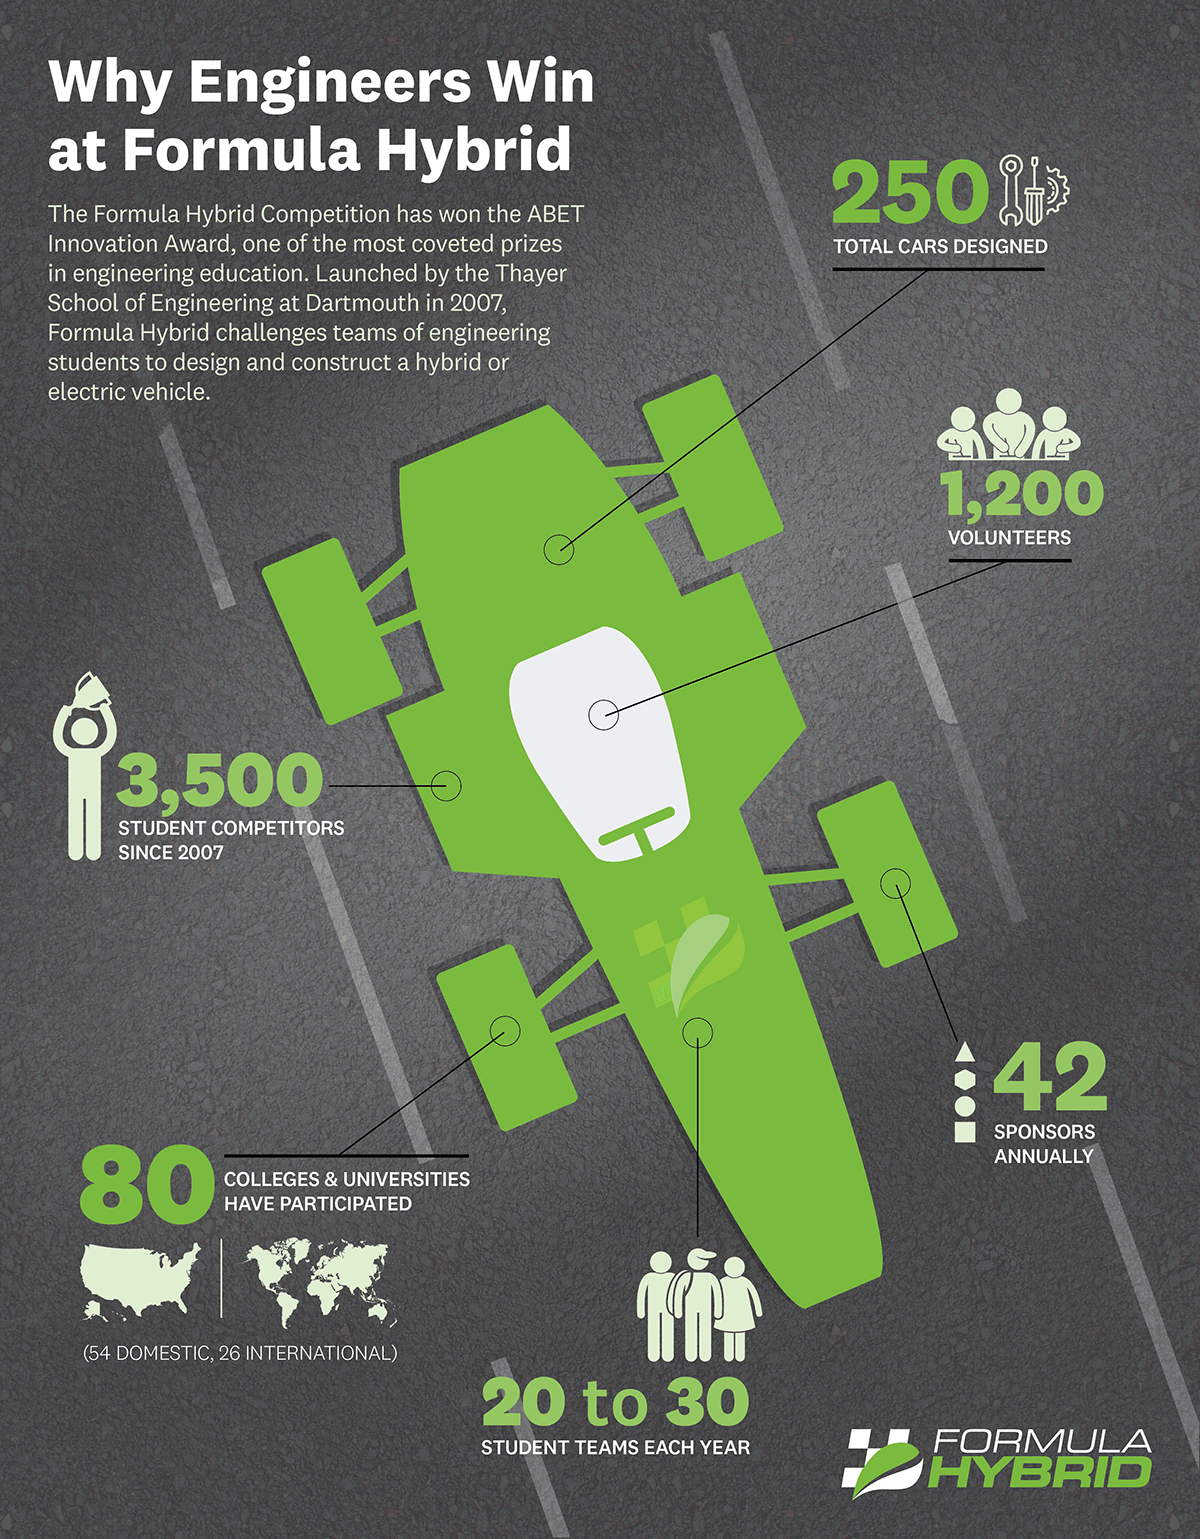 Why Engineers Win
at Formula Hybrid
The Formula Hybrid Competition has won the ABET
Innovation Award, one of the most coveted prizes
in engineering education. Launched by the Thayer
School of Engineering at Dartmouth in 2007,
Formula Hybrid challenges teams of engineering
students to design and construct a hybrid or
electric vehicle.
250
TOTAL CARS DESIGNED
1,200
VOLUNTEERS
3,500
STUDENT COMPETITORS
SINCE 2007
42
SPONSORS
ANNUALLY
80
COLLEGES & UNIVERSITIES
HAVE PARTICIPATED
(54 DOMESTIC, 26 INTERNATIONAL)
20 to 30
STUDENT TEAMS EACH YEAR
FORMULA
HYBRID